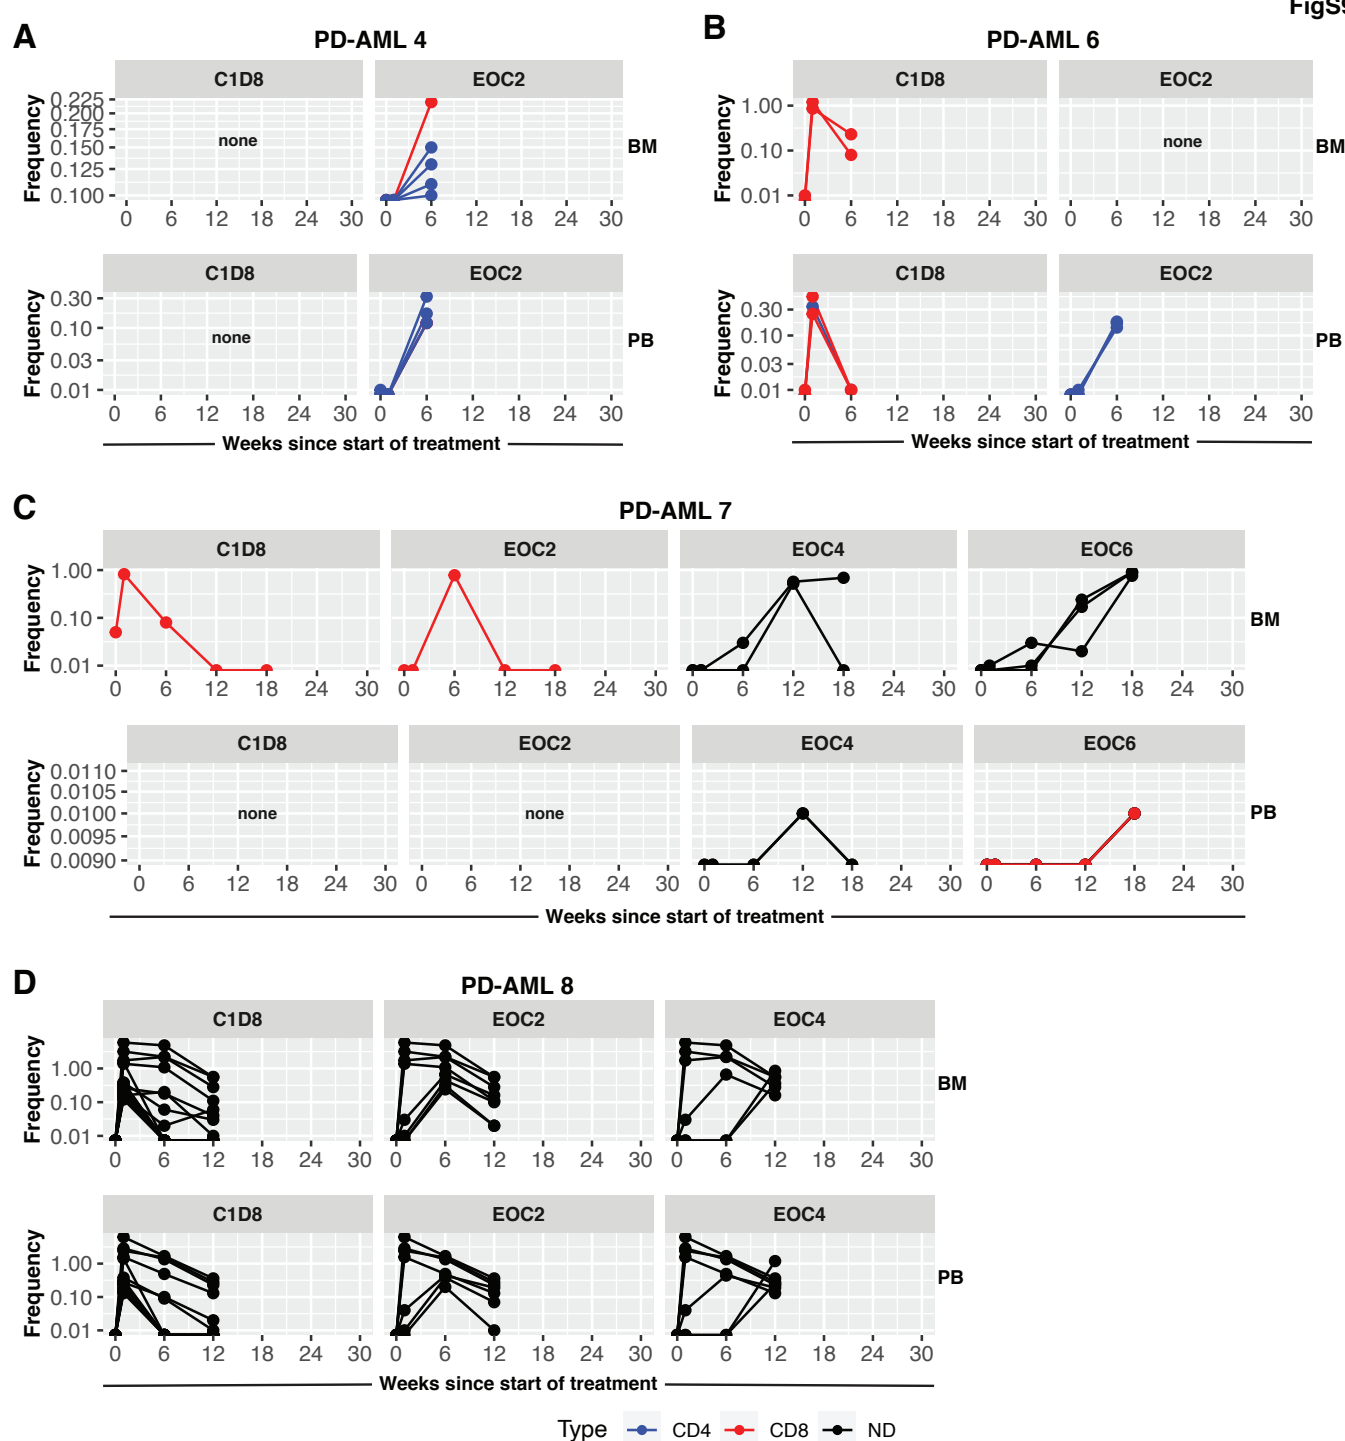 FigS9
A
PD-AML 4
C1D8
EOC2
Frequency
0.225
0.200
0.175
0.150
0.125
0.100
none
BM
0 6 12 18 24 30
0 6 12 18 24 30
C1D8
EOC2
Frequency
0.30
0.10
0.03
0.01
none
PB
0 6 12 18 24 30
0 6 12 18 24 30
Weeks since start of treatment
B
PD-AML 6
C1D8
EOC2
Frequency
1.00
0.10
0.01
none
BM
0 6 12 18 24 30
0 6 12 18 24 30
C1D8
EOC2
Frequency
0.30
0.10
0.03
0.01
PB
0 6 12 18 24 30
0 6 12 18 24 30
Weeks since start of treatment
C
PD-AML 7
C1D8
EOC2
EOC4
EOC6
Frequency
1.00
0.10
0.01
BM
0 6 12 18 24 30
0 6 12 18 24 30
0 6 12 18 24 30
0 6 12 18 24 30
C1D8
EOC2
EOC4
EOC6
Frequency
0.0110
0.0105
0.0100
0.0095
0.0090
none
none
PB
0 6 12 18 24 30
0 6 12 18 24 30
0 6 12 18 24 30
0 6 12 18 24 30
Weeks since start of treatment
D
PD-AML 8
C1D8
EOC2
EOC4
Frequency
1.00
0.10
0.01
BM
0 6 12 18 24 30
0 6 12 18 24 30
0 6 12 18 24 30
C1D8
EOC2
EOC4
Frequency
1.00
0.10
0.01
PB
0 6 12 18 24 30
0 6 12 18 24 30
0 6 12 18 24 30
Weeks since start of treatment
Type CD4 CD8 ND